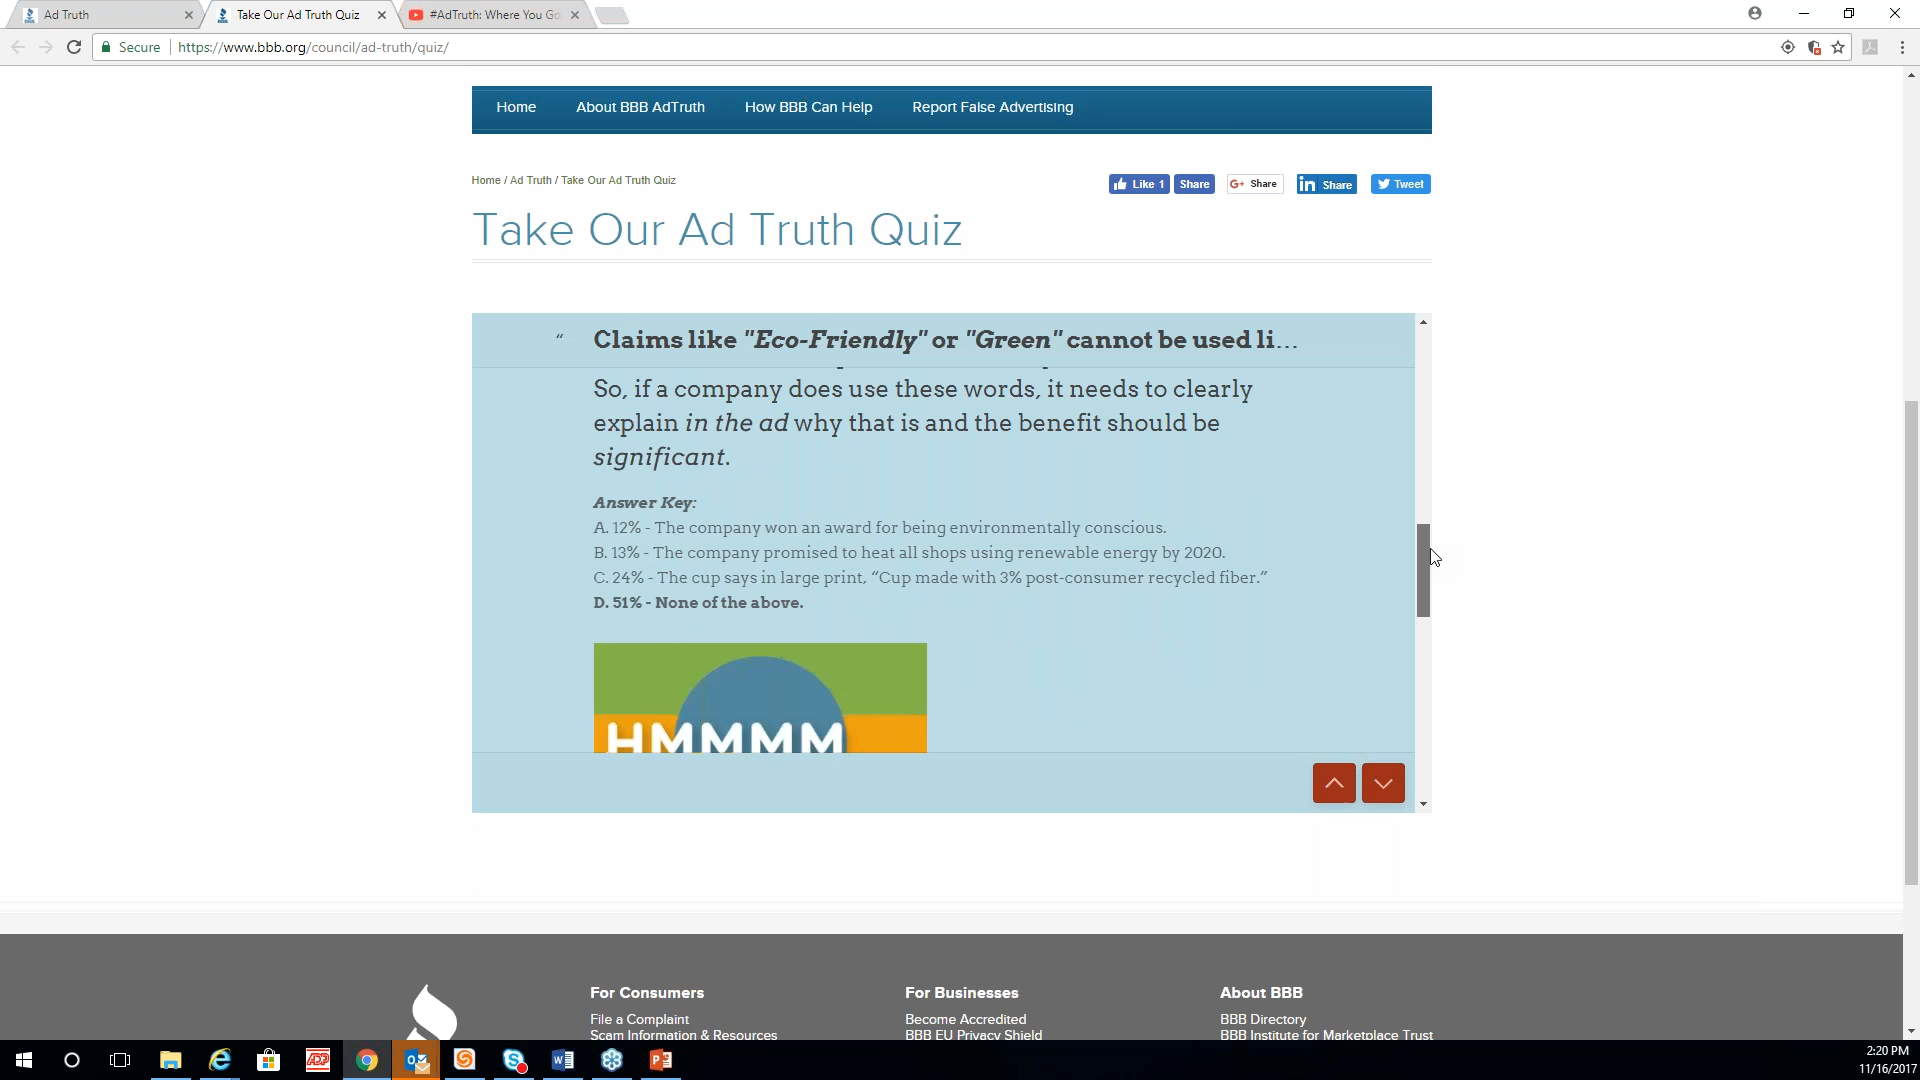 Ad Truth
Take Our Ad Truth Quiz
#AdTruth: Where You Go
Secure
https://www.bbb.org/council/ad-truth/quiz/
Home
About BBB AdTruth
How BBB Can Help
Report False Advertising
Home / Ad Truth / Take Our Ad Truth Quiz
Like 1
Share
G+ Share
in Share
Tweet
Take Our Ad Truth Quiz
“ Claims like "Eco-Friendly" or "Green" cannot be used li...
So, if a company does use these words, it needs to clearly
explain in the ad why that is and the benefit should be
significant.
Answer Key:
A. 12% - The company won an award for being environmentally conscious.
B. 13% - The company promised to heat all shops using renewable energy by 2020.
C. 24% - The cup says in large print, “Cup made with 3% post-consumer recycled fiber.”
D. 51% - None of the above.
HMMMM
For Consumers
File a Complaint
Scam Information & Resources
For Businesses
Become Accredited
BBB EU Privacy Shield
About BBB
BBB Directory
BBB Institute for Marketplace Trust
ADP
2:20 PM
11/16/2017